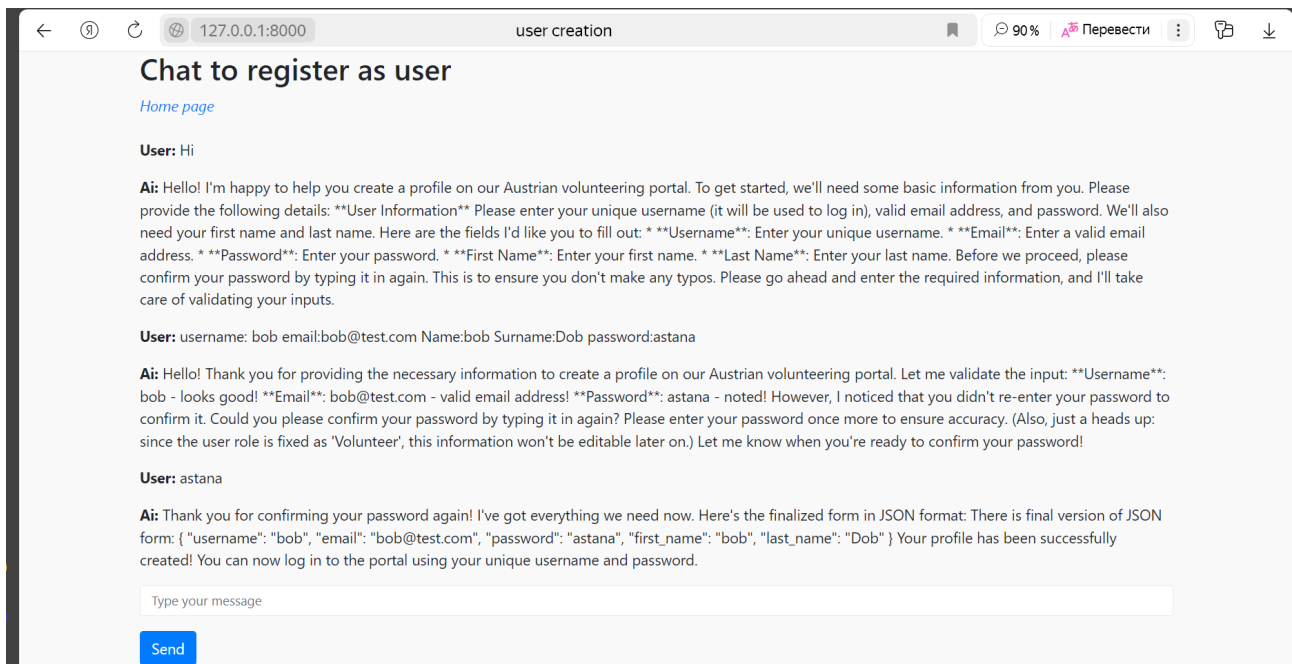 127.0.0.1:8000 user creation 90 % Перевести
Chat to register as user
Home page
User: Hi
Ai: Hello! I'm happy to help you create a profile on our Austrian volunteering portal. To get started, we'll need some basic information from you. Please
provide the following details: **User Information** Please enter your unique username (it will be used to log in), valid email address, and password. We'll also
need your first name and last name. Here are the fields I'd like you to fill out: * **Username**: Enter your unique username. * **Email**: Enter a valid email
address. * **Password**: Enter your password. * **First Name**: Enter your first name. * **Last Name**: Enter your last name. Before we proceed, please
confirm your password by typing it in again. This is to ensure you don't make any typos. Please go ahead and enter the required information, and I'll take
care of validating your inputs.
User: username: bob email:bob@test.com Name:bob Surname:Dob password:astana
Ai: Hello! Thank you for providing the necessary information to create a profile on our Austrian volunteering portal. Let me validate the input: **Username**:
bob - looks good! **Email**: bob@test.com - valid email address! **Password**: astana - noted! However, I noticed that you didn't re-enter your password to
confirm it. Could you please confirm your password by typing it in again? Please enter your password once more to ensure accuracy. (Also, just a heads up:
since the user role is fixed as 'Volunteer', this information won't be editable later on.) Let me know when you're ready to confirm your password!
User: astana
Ai: Thank you for confirming your password again! I've got everything we need now. Here's the finalized form in JSON format: There is final version of JSON
form: { "username": "bob", "email": "bob@test.com", "password": "astana", "first_name": "bob", "last_name": "Dob" } Your profile has been successfully
created! You can now log in to the portal using your unique username and password.
Type your message
Send